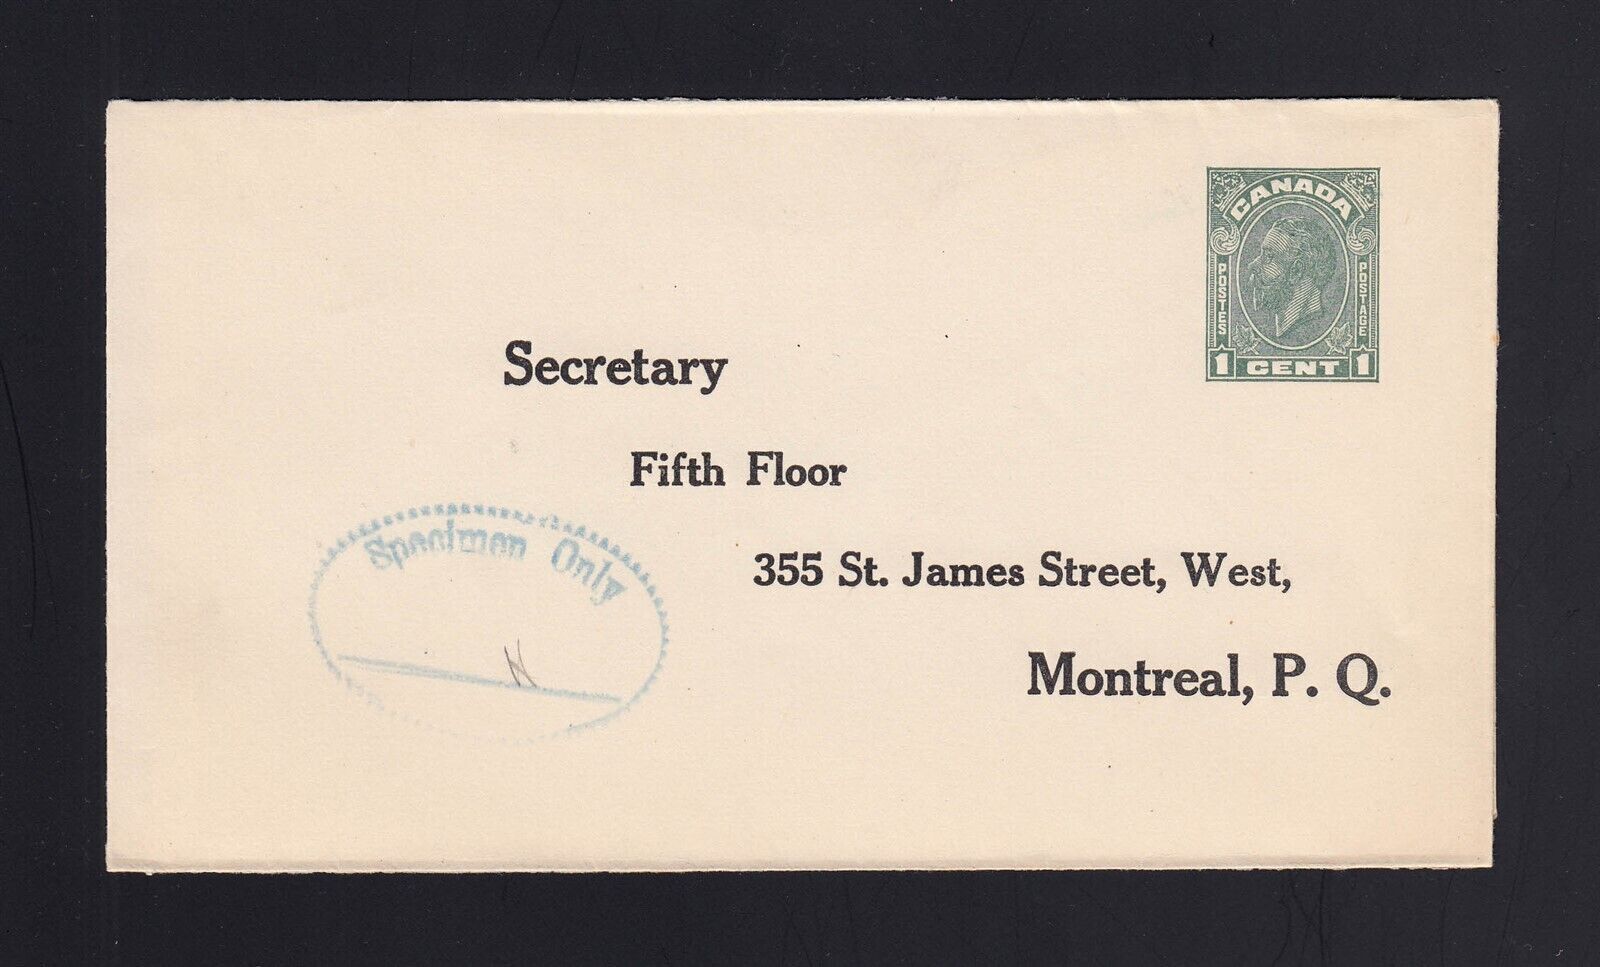 CANADA
POSTES
POSTAGE
1 CENT 1
Secretary
Fifth Floor
Specimen Only
355 St. James Street, West,
Montreal, P. Q.